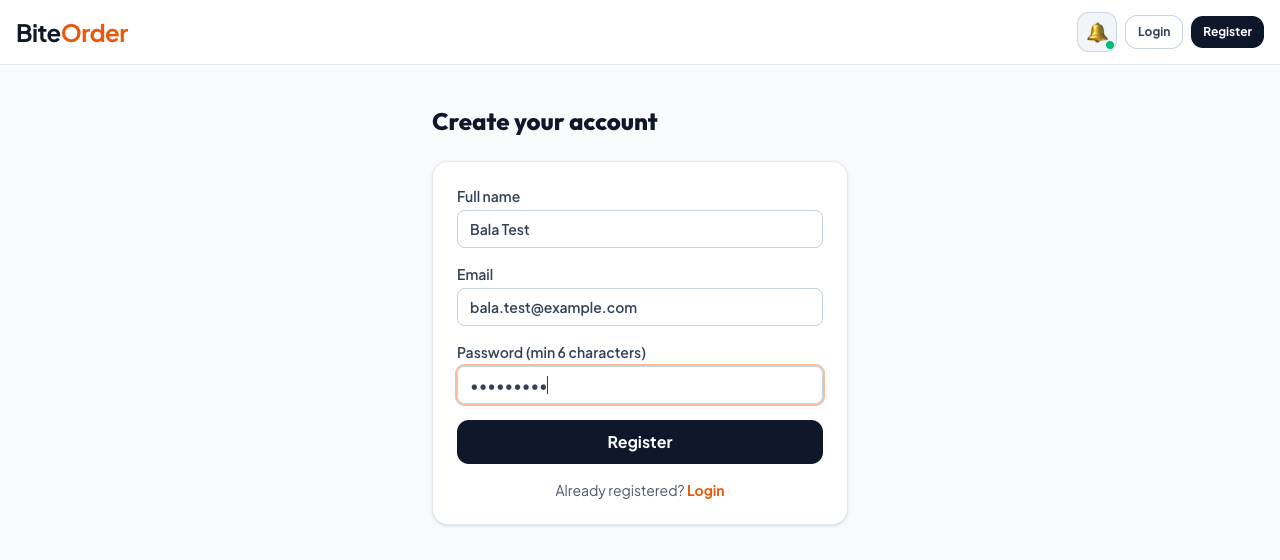 BiteOrder
Login
Register
Create your account
Full name
Bala Test
Email
bala.test@example.com
Password (min 6 characters)
•••••••••
Register
Already registered? Login